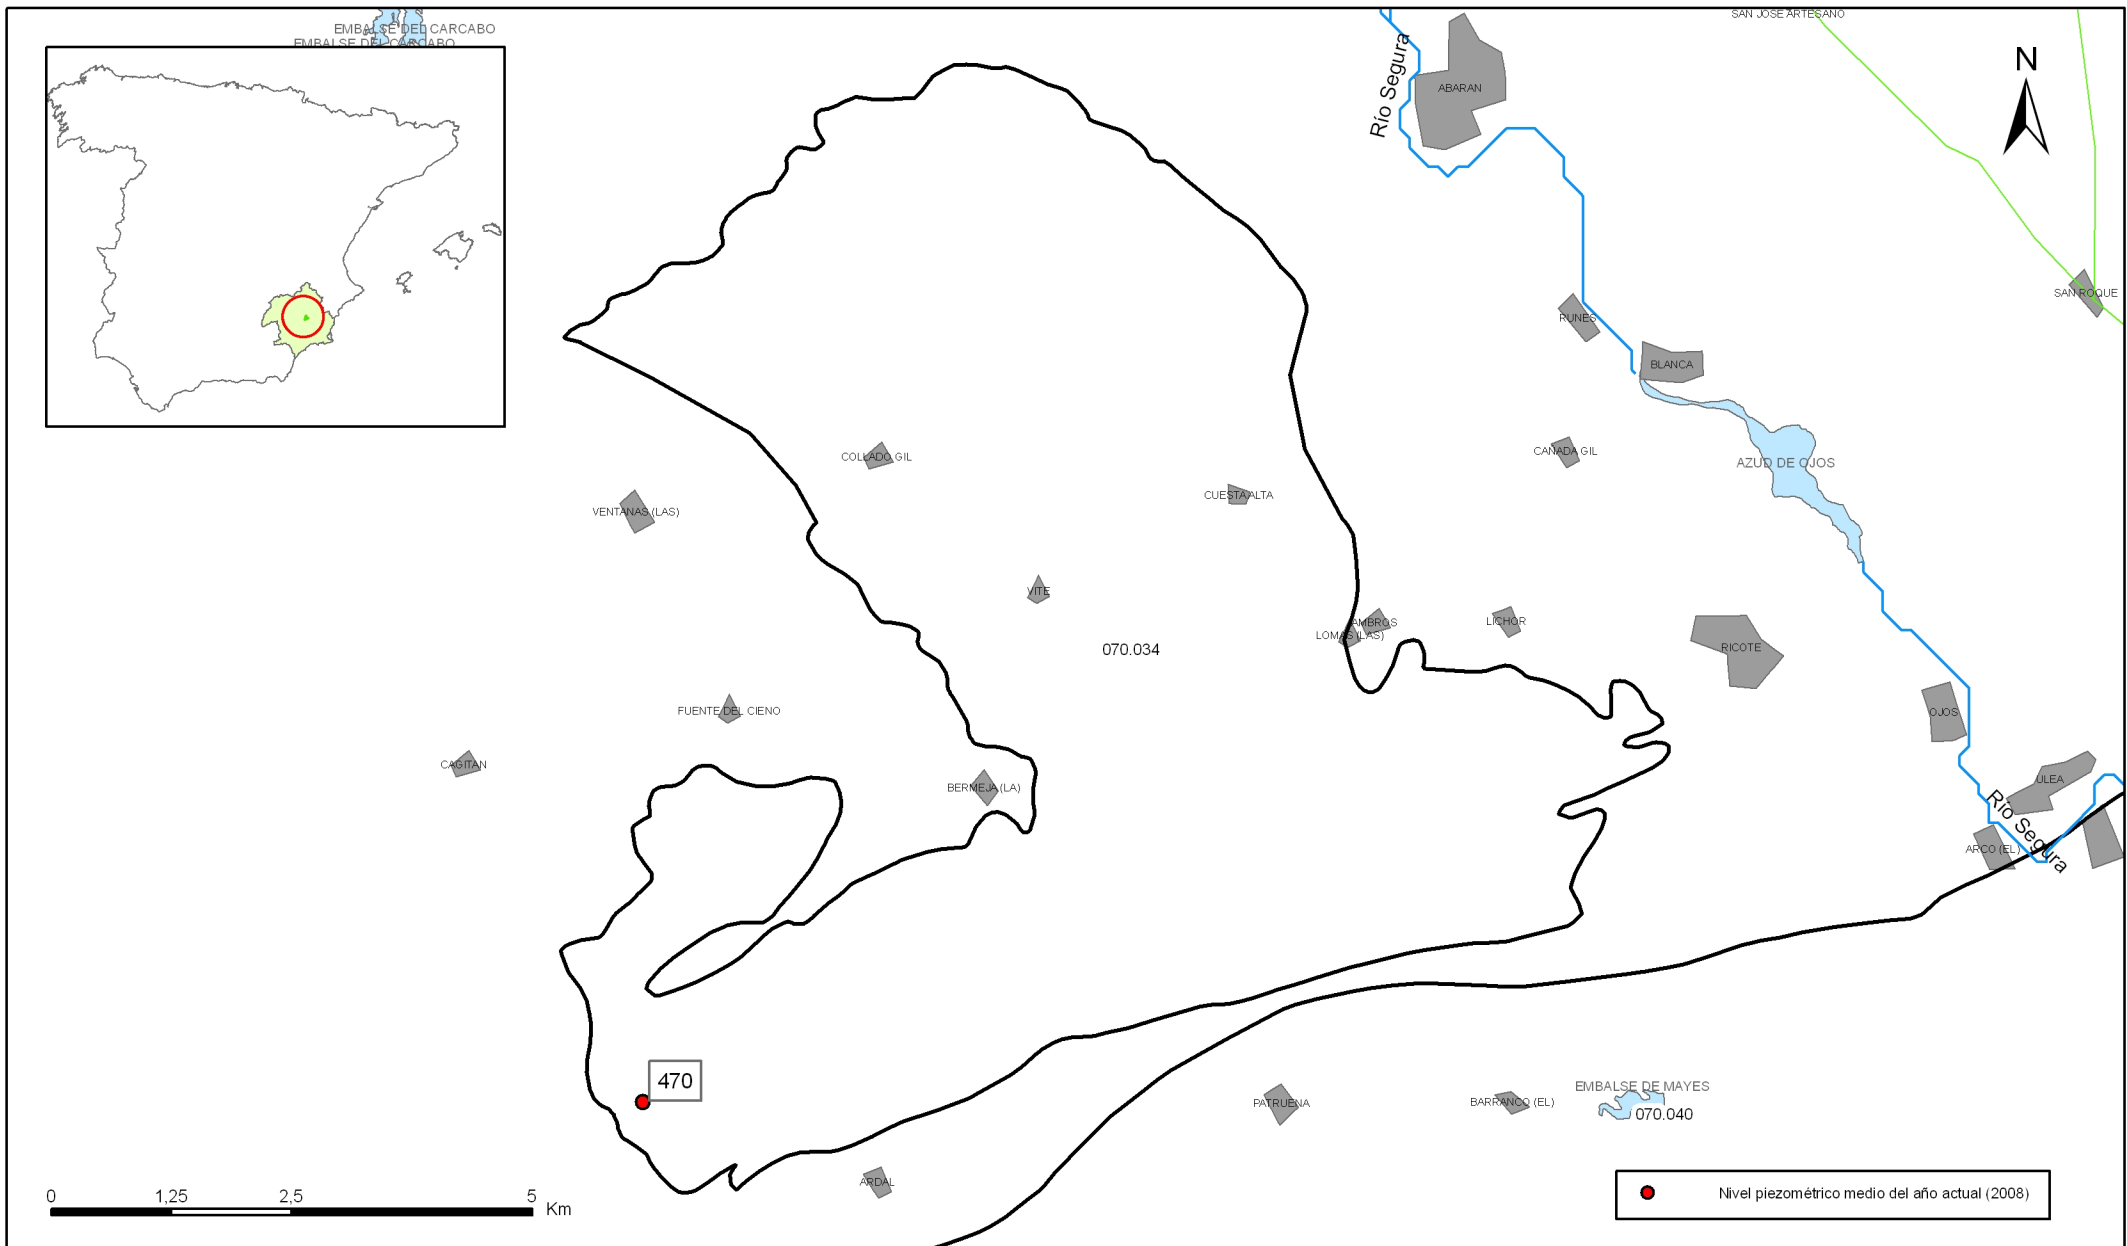 EMBALSE DEL CARCABO
EMBALSE DEL CARCABO
SAN JOSE ARTESANO
N
Río Segura
ABARAN
SAN ROQUE
RUNES
BLANCA
COLLADO GIL
CAÑADA GIL
AZUD DE OJOS
VENTANAS (LAS)
CUESTA ALTA
VITE
AMBROS
LICHOR
LOMAS (LAS)
070.034
RICOTE
FUENTE DEL CIENO
OJOS
CAGITAN
BERMEJA (LA)
ULEA
Río Segura
ARCO (EL)
470
EMBALSE DE MAYES
PATRUENA
BARRANCO (EL)
070.040
ARDAL
0 1,25 2,5 5
Km
Nivel piezométrico medio del año actual (2008)